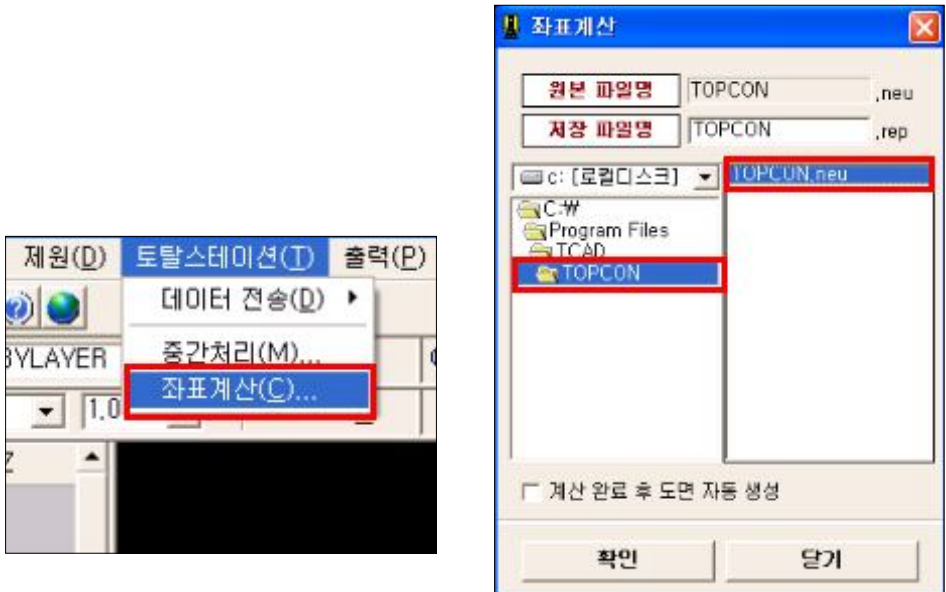 제원(D) 토탈스테이션(T) 출력(P)
데이터 전송(D)
BYLAYER
중간처리(M)...
좌표계산(C)...
1.0
Z
좌표계산
원본 파일명 TOPCON .neu
저장 파일명 TOPCON .rep
c: [로컬디스크]
TOPCON.neu
C:₩
Program Files
TCAD
TOPCON
계산 완료 후 도면 자동 생성
확인 닫기